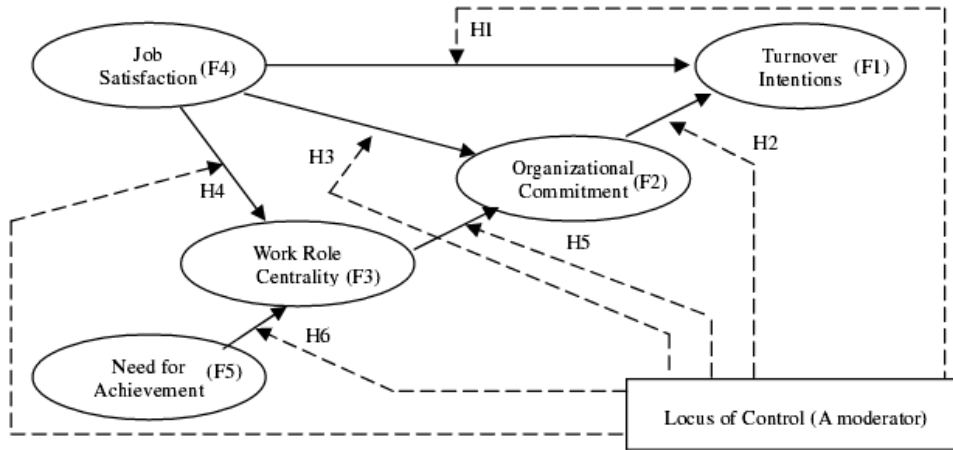 H1
Job
Satisfaction (F4)
Turnover
Intentions (F1)
H3
H2
H4
Organizational
Commitment (F2)
H5
Work Role
Centrality (F3)
H6
Need for
Achievement (F5)
Locus of Control (A moderator)